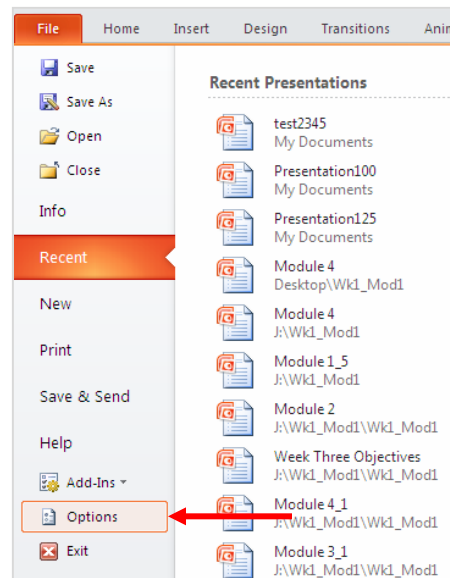 File Home Insert Design Transitions Anir
Save
Save As
Open
Close
Info
Recent
New
Print
Save & Send
Help
Add-Ins
Options
Exit
Recent Presentations
test2345
My Documents
Presentation100
My Documents
Presentation125
My Documents
Module 4
Desktop\Wk1_Mod1
Module 4
J:\Wk1_Mod1
Module 1_5
J:\Wk1_Mod1
Module 2
J:\Wk1_Mod1\Wk1_Mod1
Week Three Objectives
J:\Wk1_Mod1\Wk1_Mod1
Module 4_1
J:\Wk1_Mod1\Wk1_Mod1
Module 3_1
J:\Wk1_Mod1\Wk1_Mod1